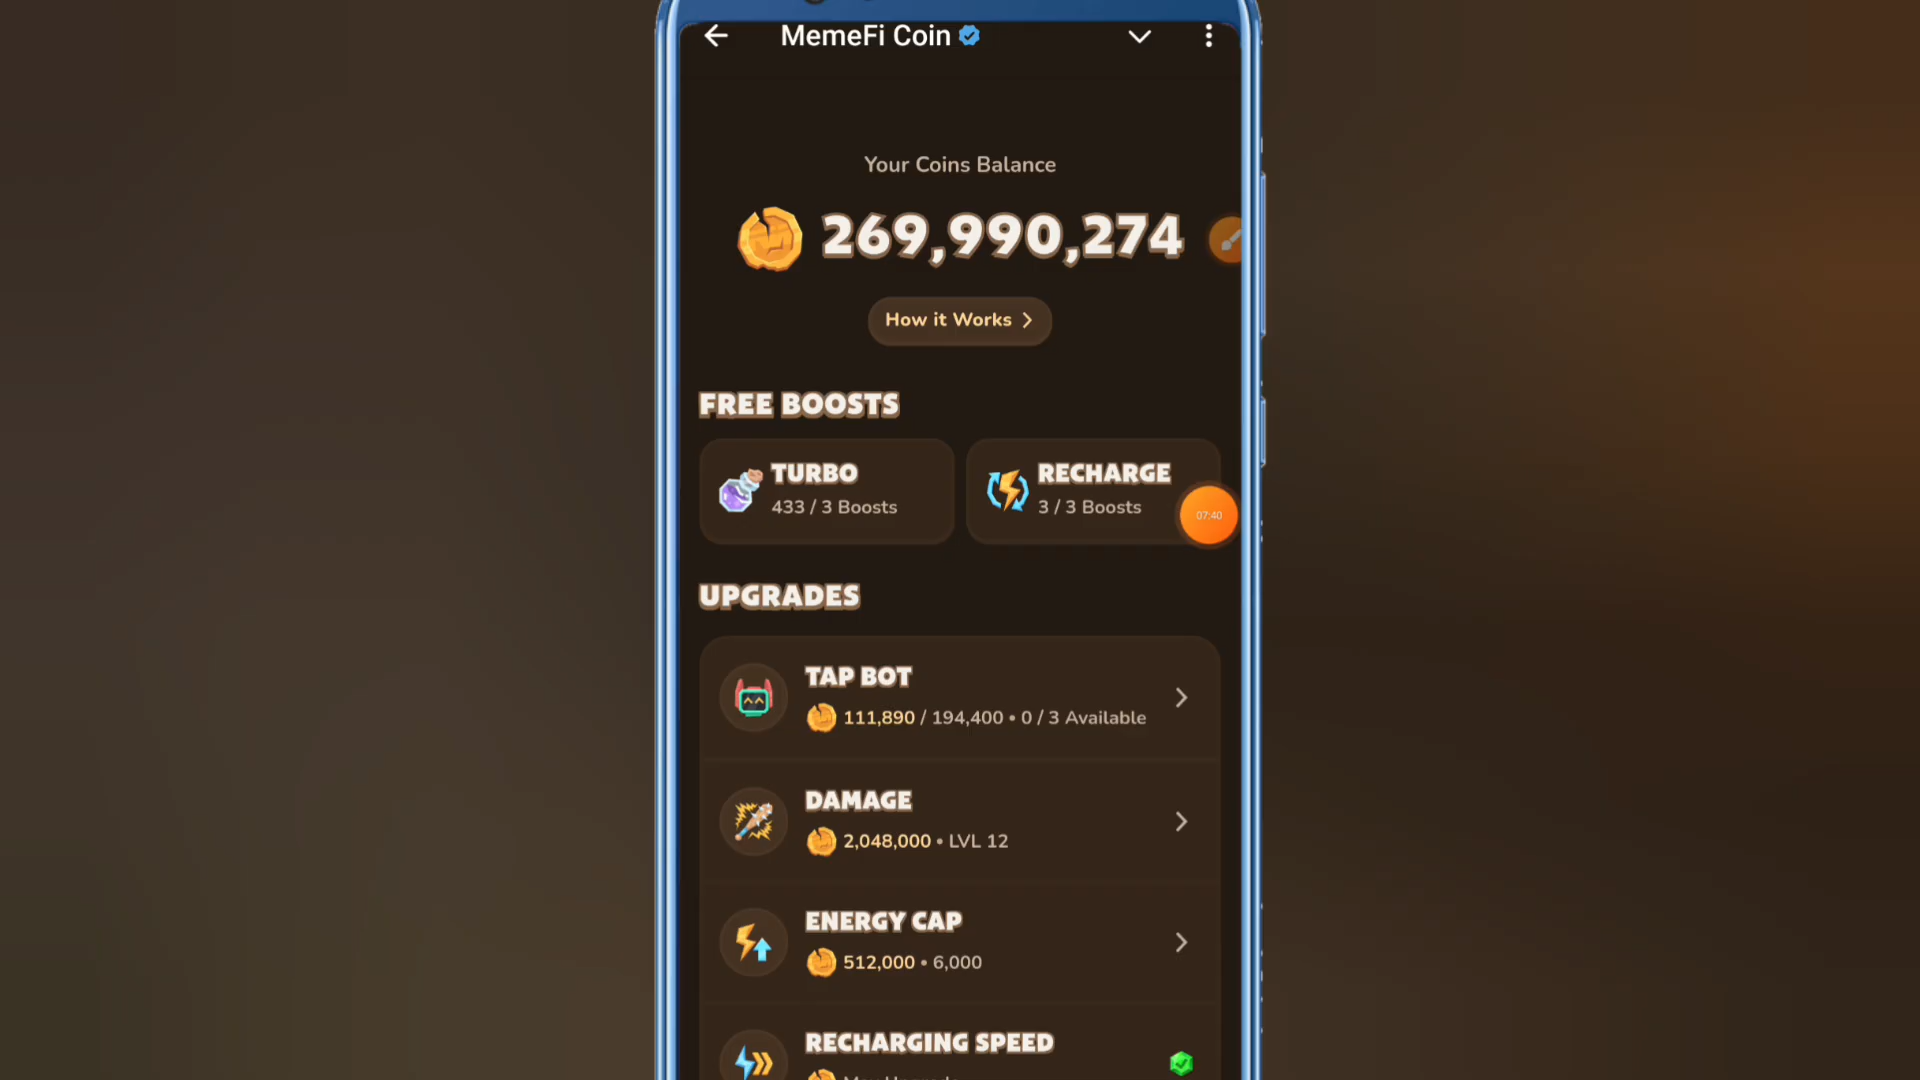 MemeFi Coin
Your Coins Balance
269,990,274
How it Works
FREE BOOSTS
TURBO
433 / 3 Boosts
RECHARGE
3 / 3 Boosts
07:40
UPGRADES
TAP BOT
111,890 / 194,400 • 0 / 3 Available
DAMAGE
2,048,000 • LVL 12
ENERGY CAP
512,000 • 6,000
RECHARGING SPEED